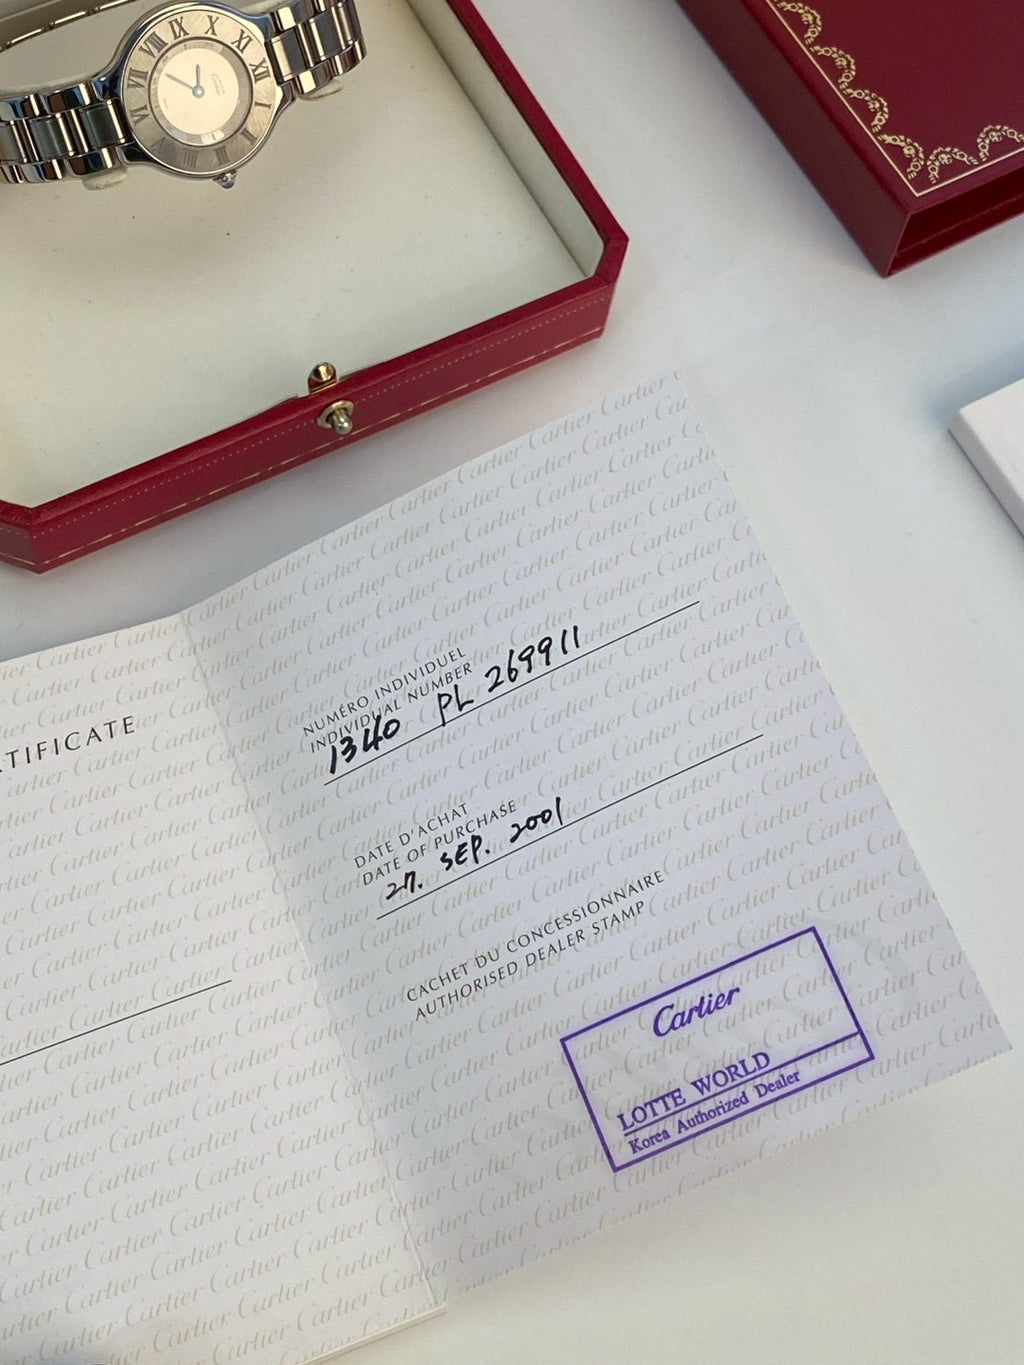 RTIFICATE
NUMÉRO INDIVIDUEL
INDIVIDUAL NUMBER
1340 PL 269911
DATE D'ACHAT
DATE OF PURCHASE
27. SEP. 2001
CACHET DU CONCESSIONNAIRE
AUTHORISED DEALER STAMP
Cartier
LOTTE WORLD
Korea Authorized Dealer